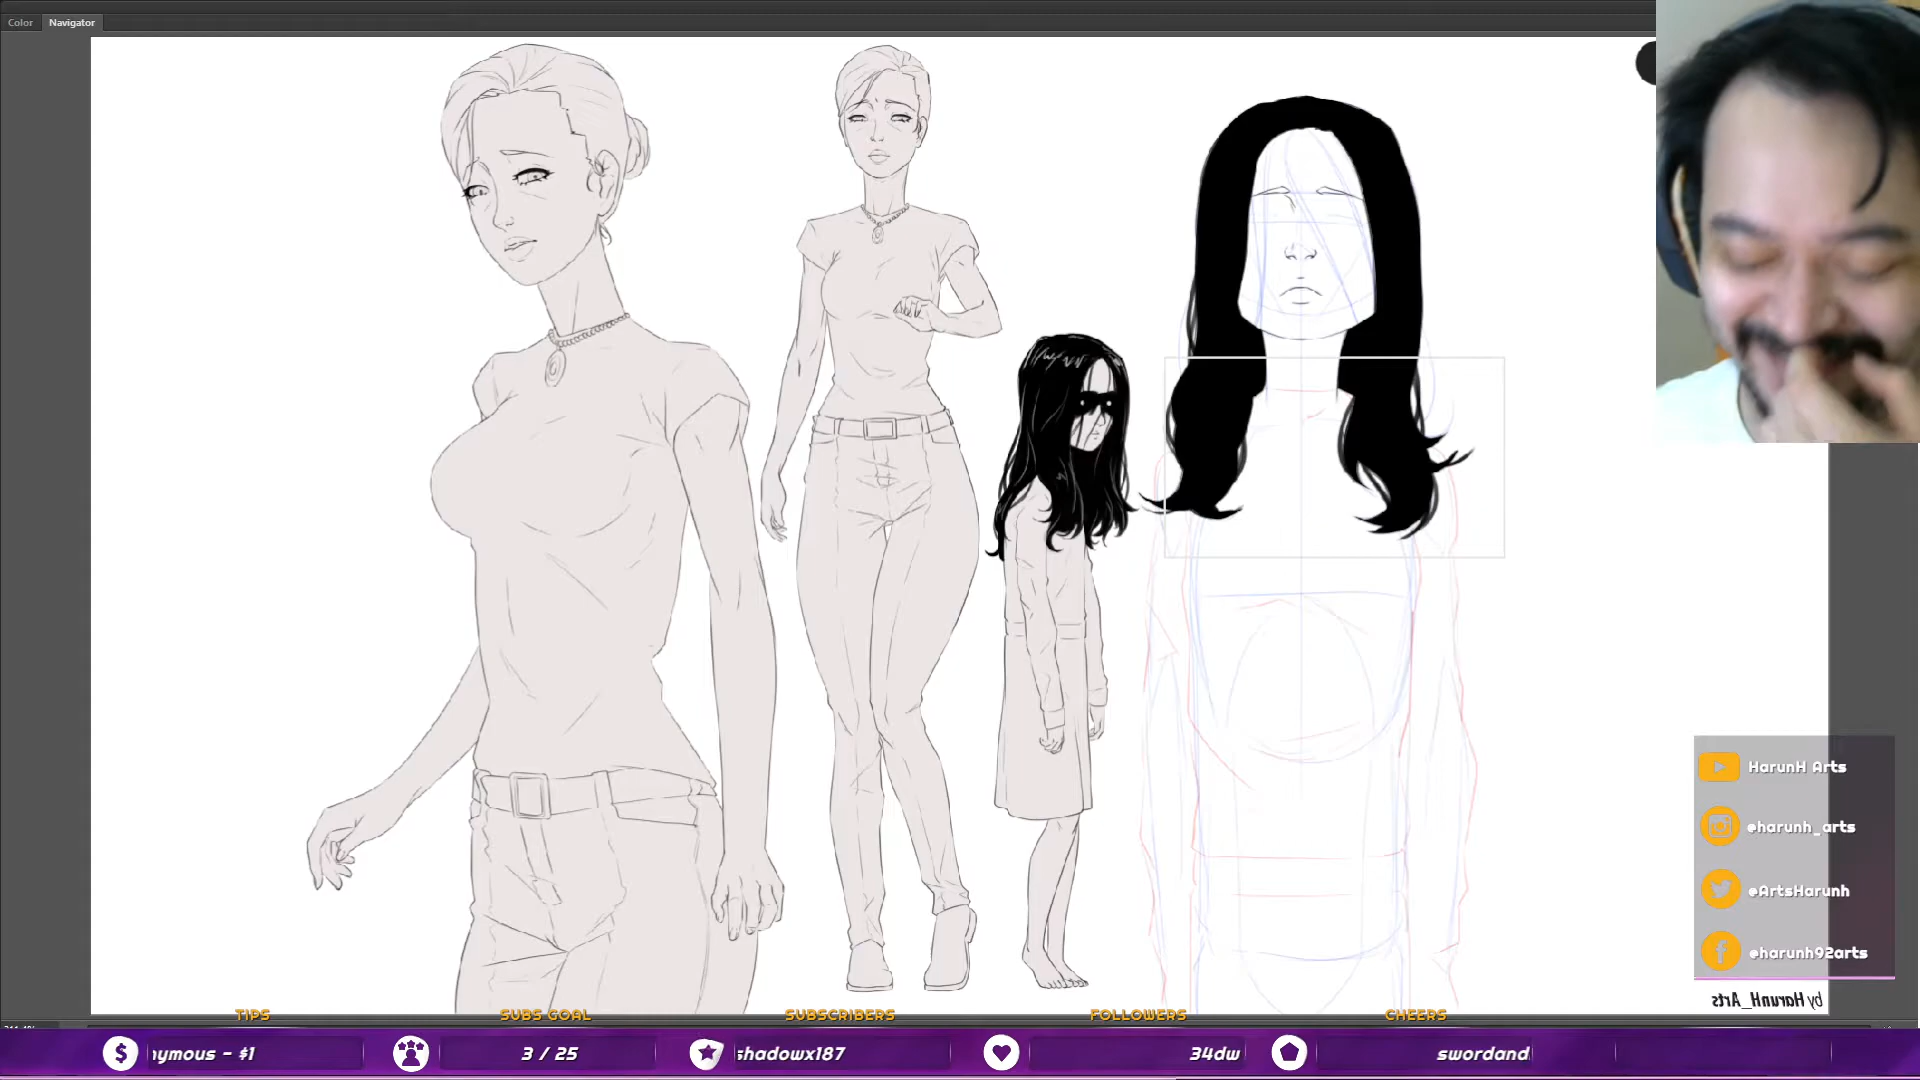 Color Navigator
HarunH Arts
@harunh_arts
@ArtsHarunh
@harunh92arts
by HarunH_Arts
TIPS SUBS GOAL SUBSCRIBERS FOLLOWERS CHEERS
ymous - $1 3 / 25 shadowx187 34dw swordand